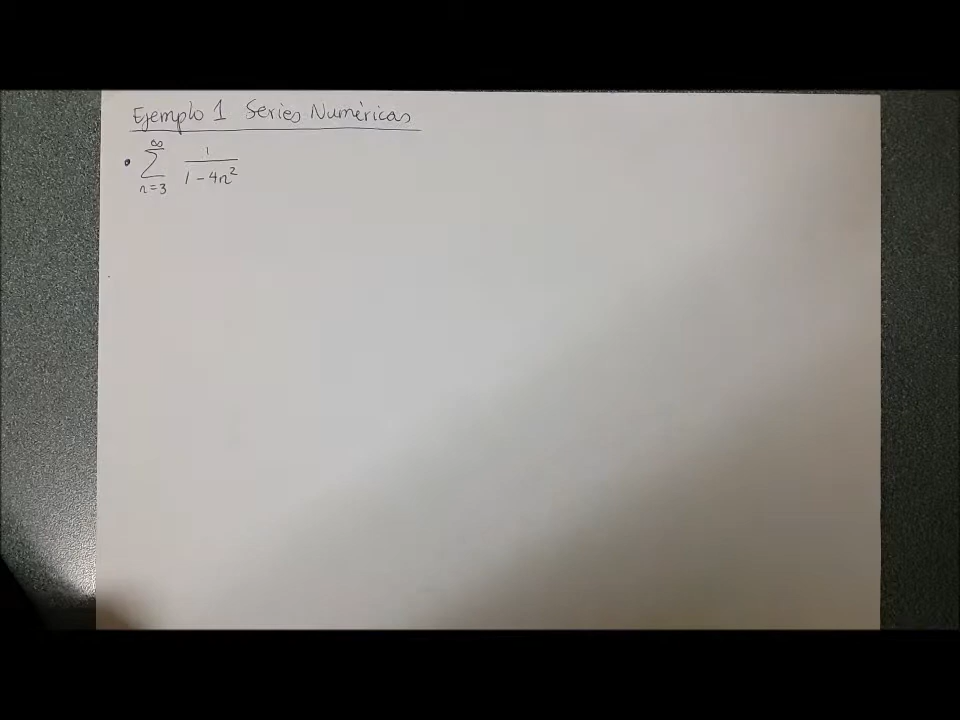 Ejemplo 1 Series Numéricas
• ∞∑n=3 1/(1-4n²)